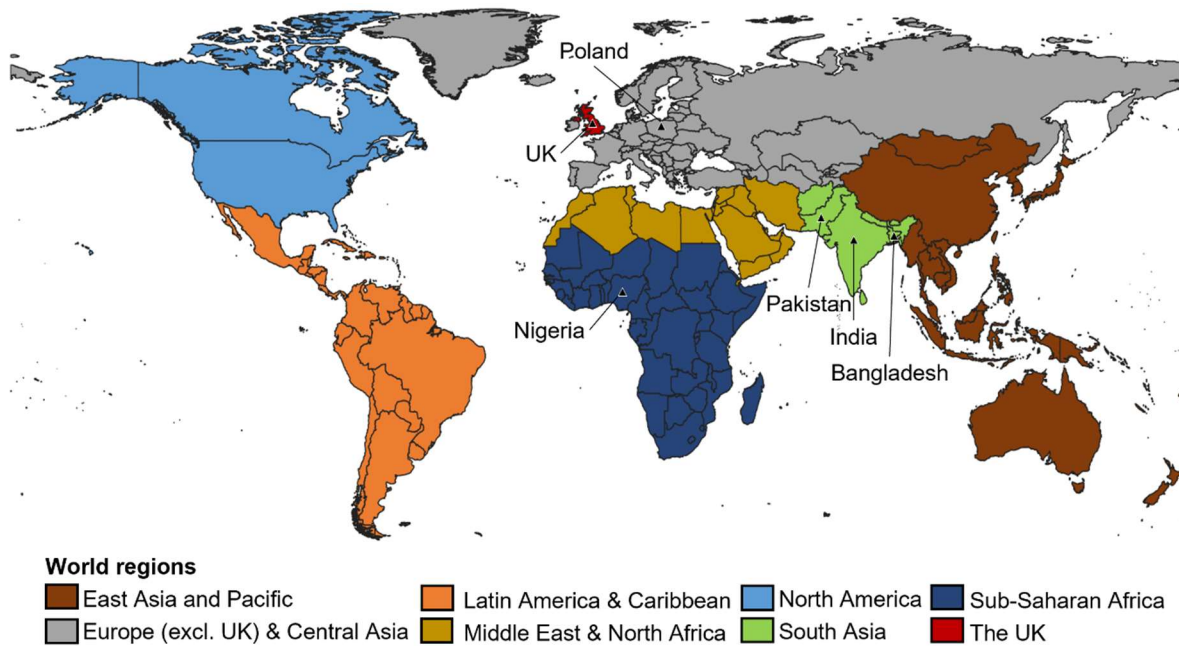 Poland
UK
Nigeria
Pakistan
India
Bangladesh
World regions
East Asia and Pacific
Latin America & Caribbean
North America
Sub-Saharan Africa
Europe (excl. UK) & Central Asia
Middle East & North Africa
South Asia
The UK